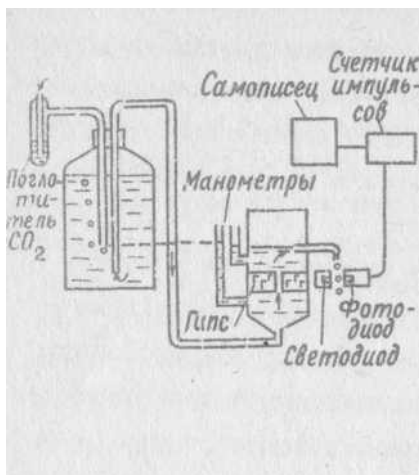 Самописец
Счетчик
импуль-
сов
Погло-
ти-
тель
CO₂
Манометры
Гипс
Фото-
диод
Светодиод